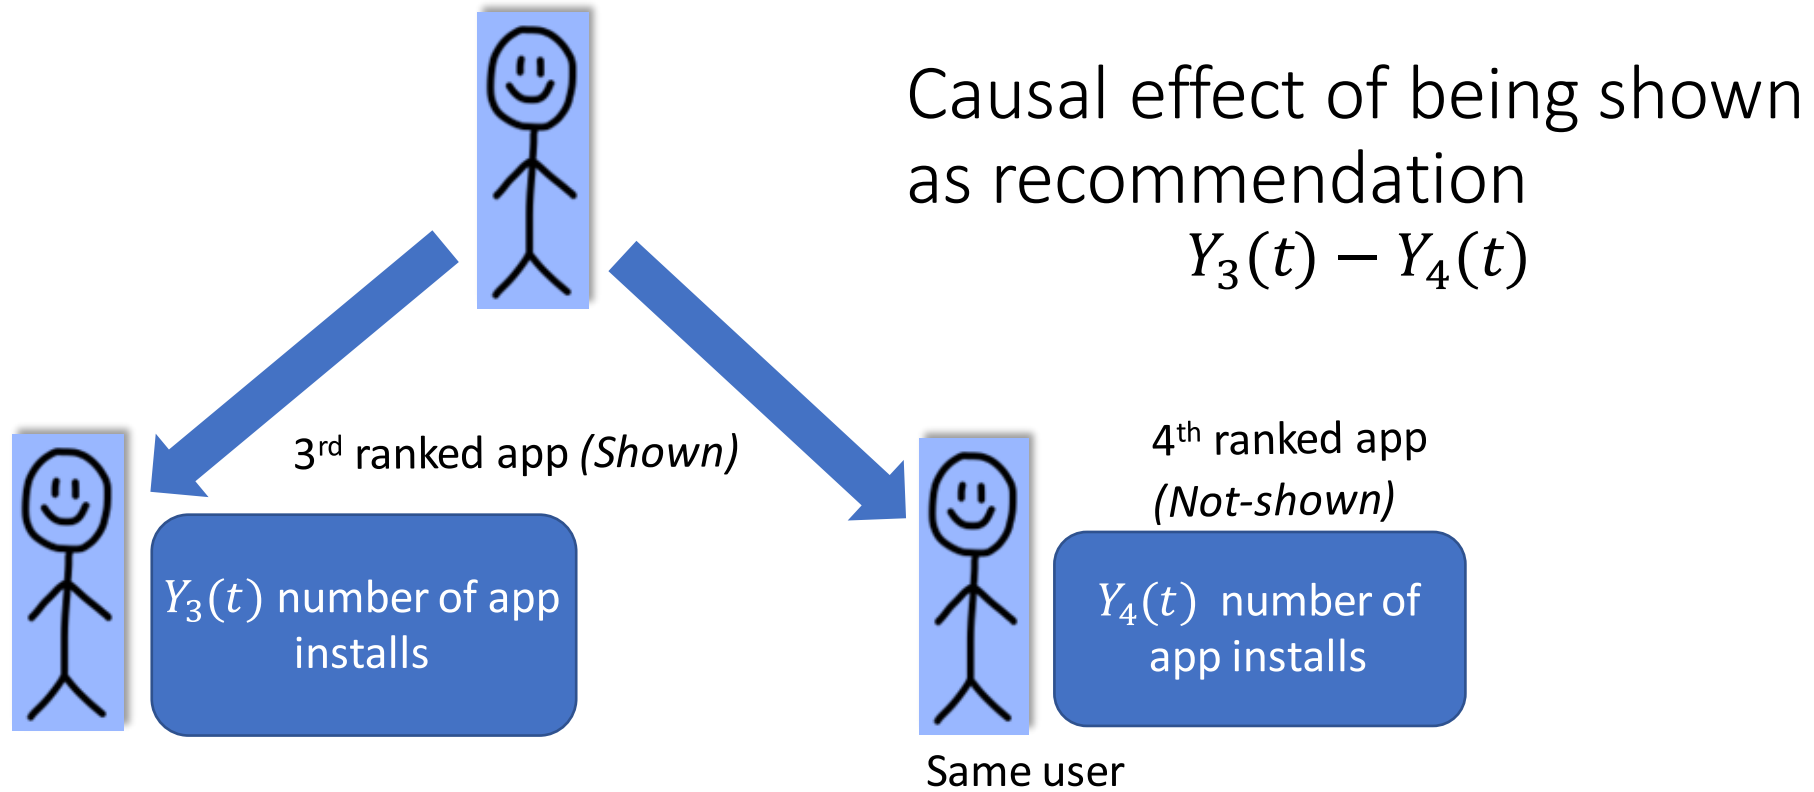 Causal effect of being shown
as recommendation
Y₃(t) − Y₄(t)
3rd ranked app (Shown)
4th ranked app
(Not-shown)
Y₃(t) number of app
installs
Y₄(t) number of
app installs
Same user